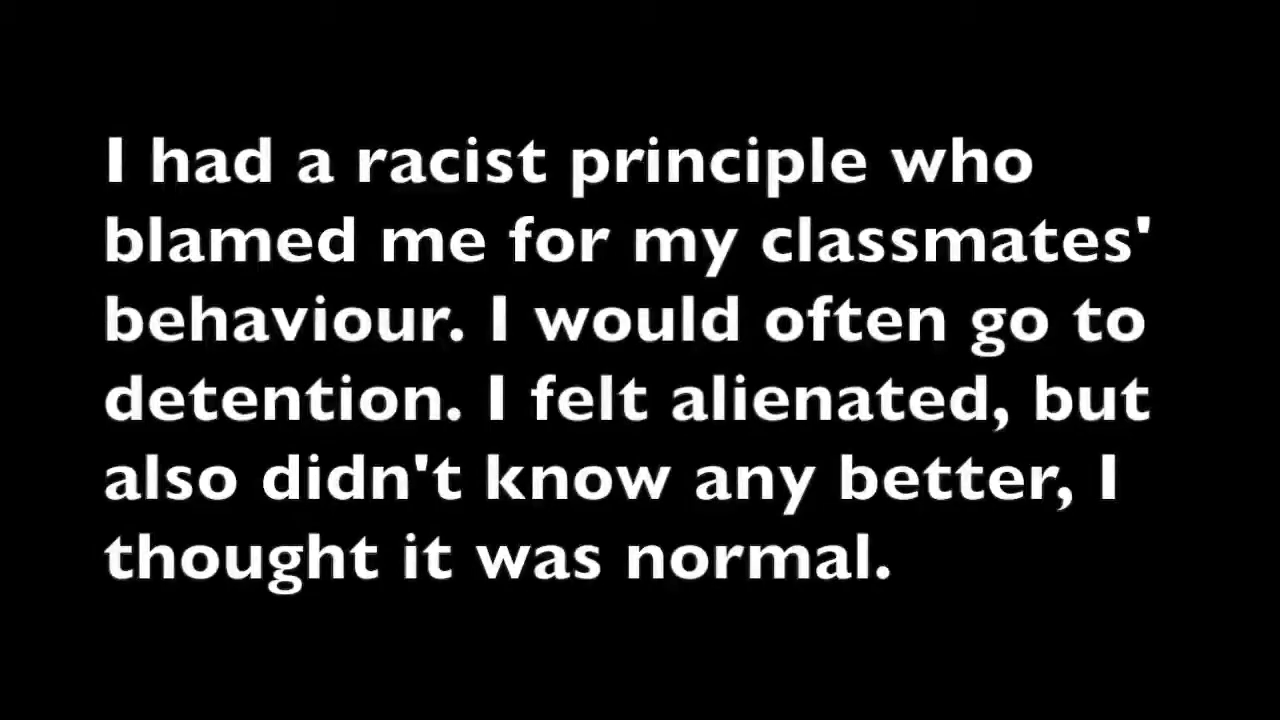 I had a racist principle who
blamed me for my classmates'
behaviour. I would often go to
detention. I felt alienated, but
also didn't know any better, I
thought it was normal.